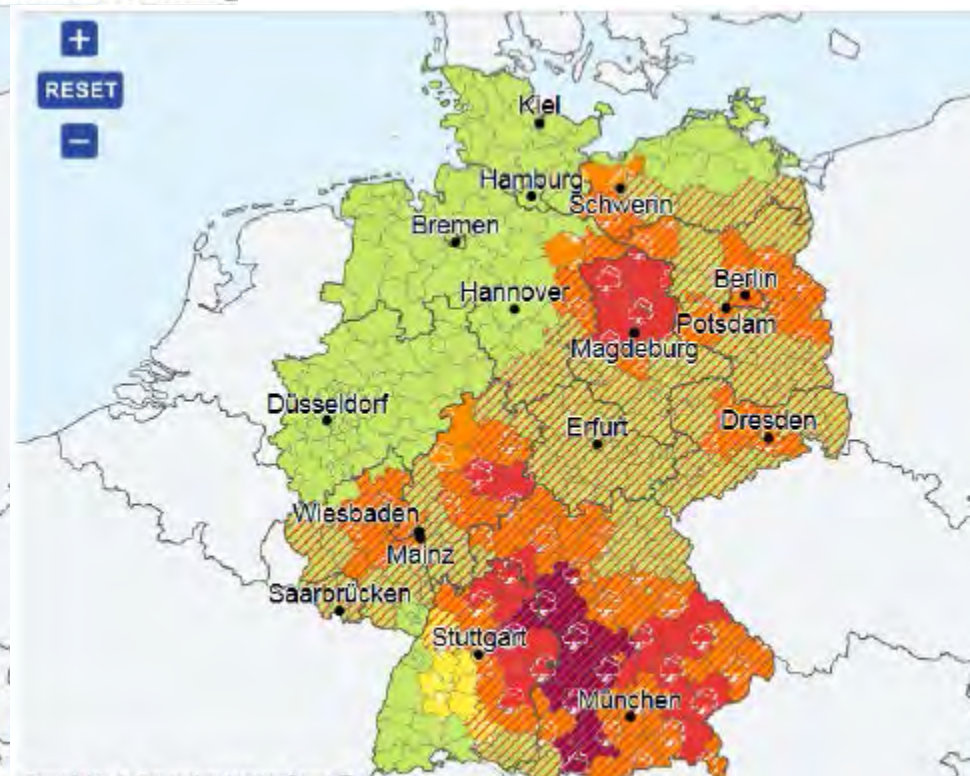 +
RESET
−
Kiel
Hamburg
Schwerin
Bremen
Berlin
Hannover
Potsdam
Magdeburg
Düsseldorf
Dresden
Erfurt
Wiesbaden
Mainz
Saarbrücken
Stuttgart
München